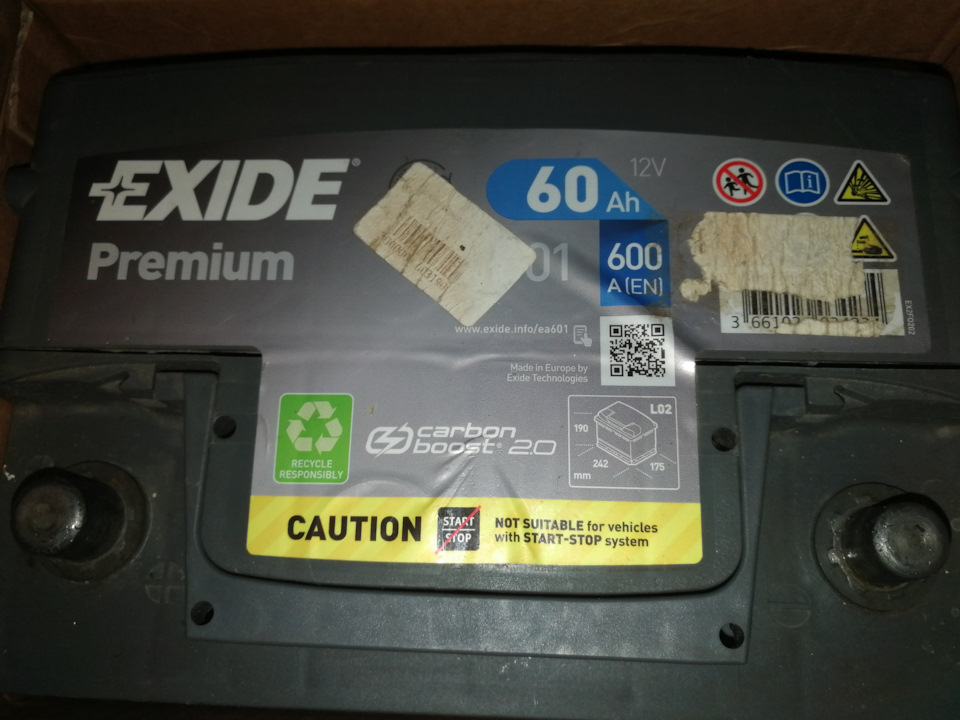 EXIDE®
Premium
60 Ah
12V
01
600
A (EN)
www.exide.info/ea601
Made in Europe by
Exide Technologies
EX2FO202
RECYCLE
RESPONSIBLY
carbon
boost® 2.0
L02
190
242
175
mm
CAUTION
START
STOP
NOT SUITABLE for vehicles
with START-STOP system